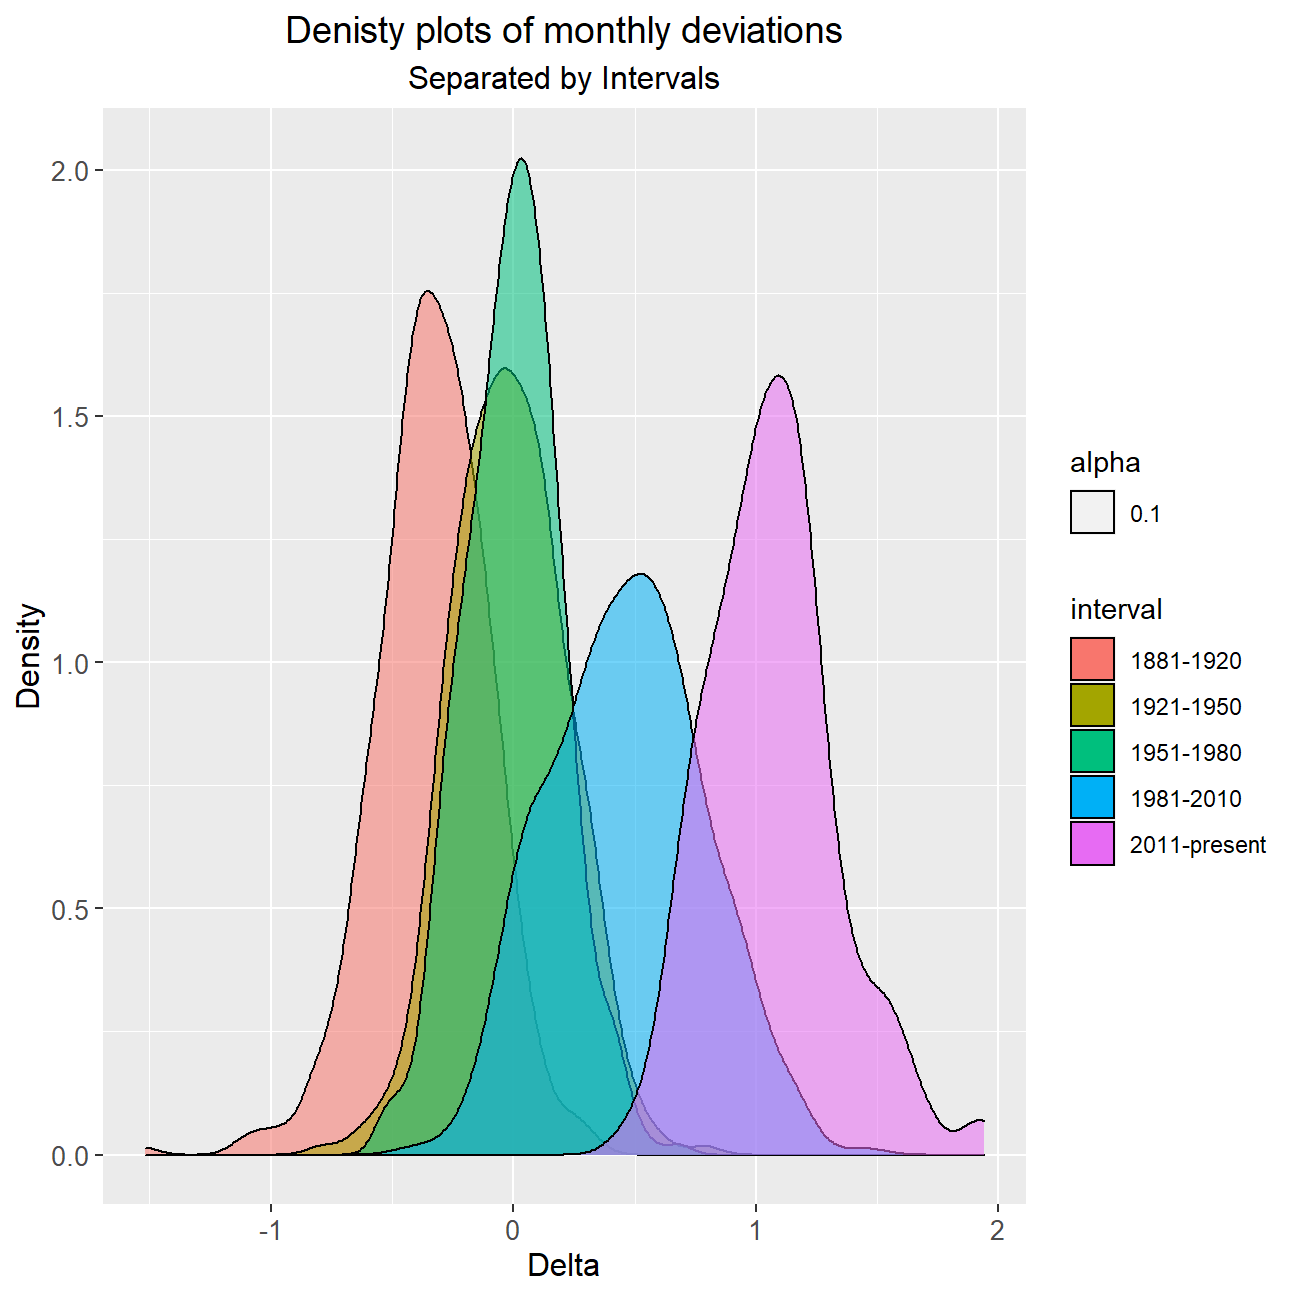 Denisty plots of monthly deviations
Separated by Intervals
2.0
1.5
1.0
0.5
0.0
Density
-1
0
1
2
Delta
alpha
0.1
interval
1881-1920
1921-1950
1951-1980
1981-2010
2011-present